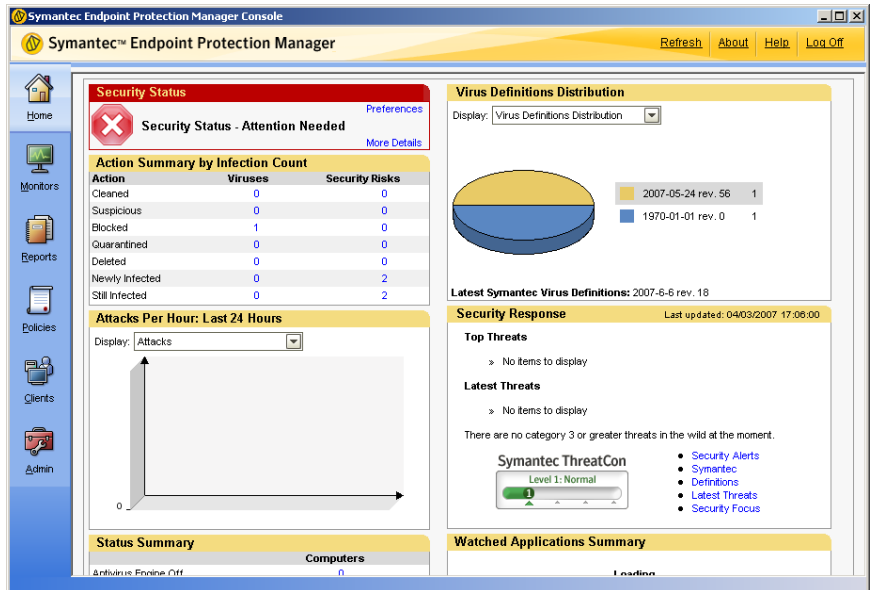 Symantec Endpoint Protection Manager Console
Symantec™ Endpoint Protection Manager
Refresh About Help Log Off
Home
Monitors
Reports
Policies
Clients
Admin
Security Status
Preferences
Security Status - Attention Needed
More Details
Action Summary by Infection Count
Action Viruses Security Risks
Cleaned 0 0
Suspicious 0 0
Blocked 1 0
Quarantined 0 0
Deleted 0 0
Newly Infected 0 2
Still Infected 0 2
Attacks Per Hour: Last 24 Hours
Display: Attacks
0
Status Summary
Computers
Antivirus Engine Off 0
Virus Definitions Distribution
Display: Virus Definitions Distribution
2007-05-24 rev. 56 1
1970-01-01 rev. 0 1
Latest Symantec Virus Definitions: 2007-6-6 rev. 18
Security Response Last updated: 04/03/2007 17:06:00
Top Threats
» No items to display
Latest Threats
» No items to display
There are no category 3 or greater threats in the wild at the moment.
Symantec ThreatCon
Level 1: Normal
1
• Security Alerts
• Symantec
• Definitions
• Latest Threats
• Security Focus
Watched Applications Summary
Loading